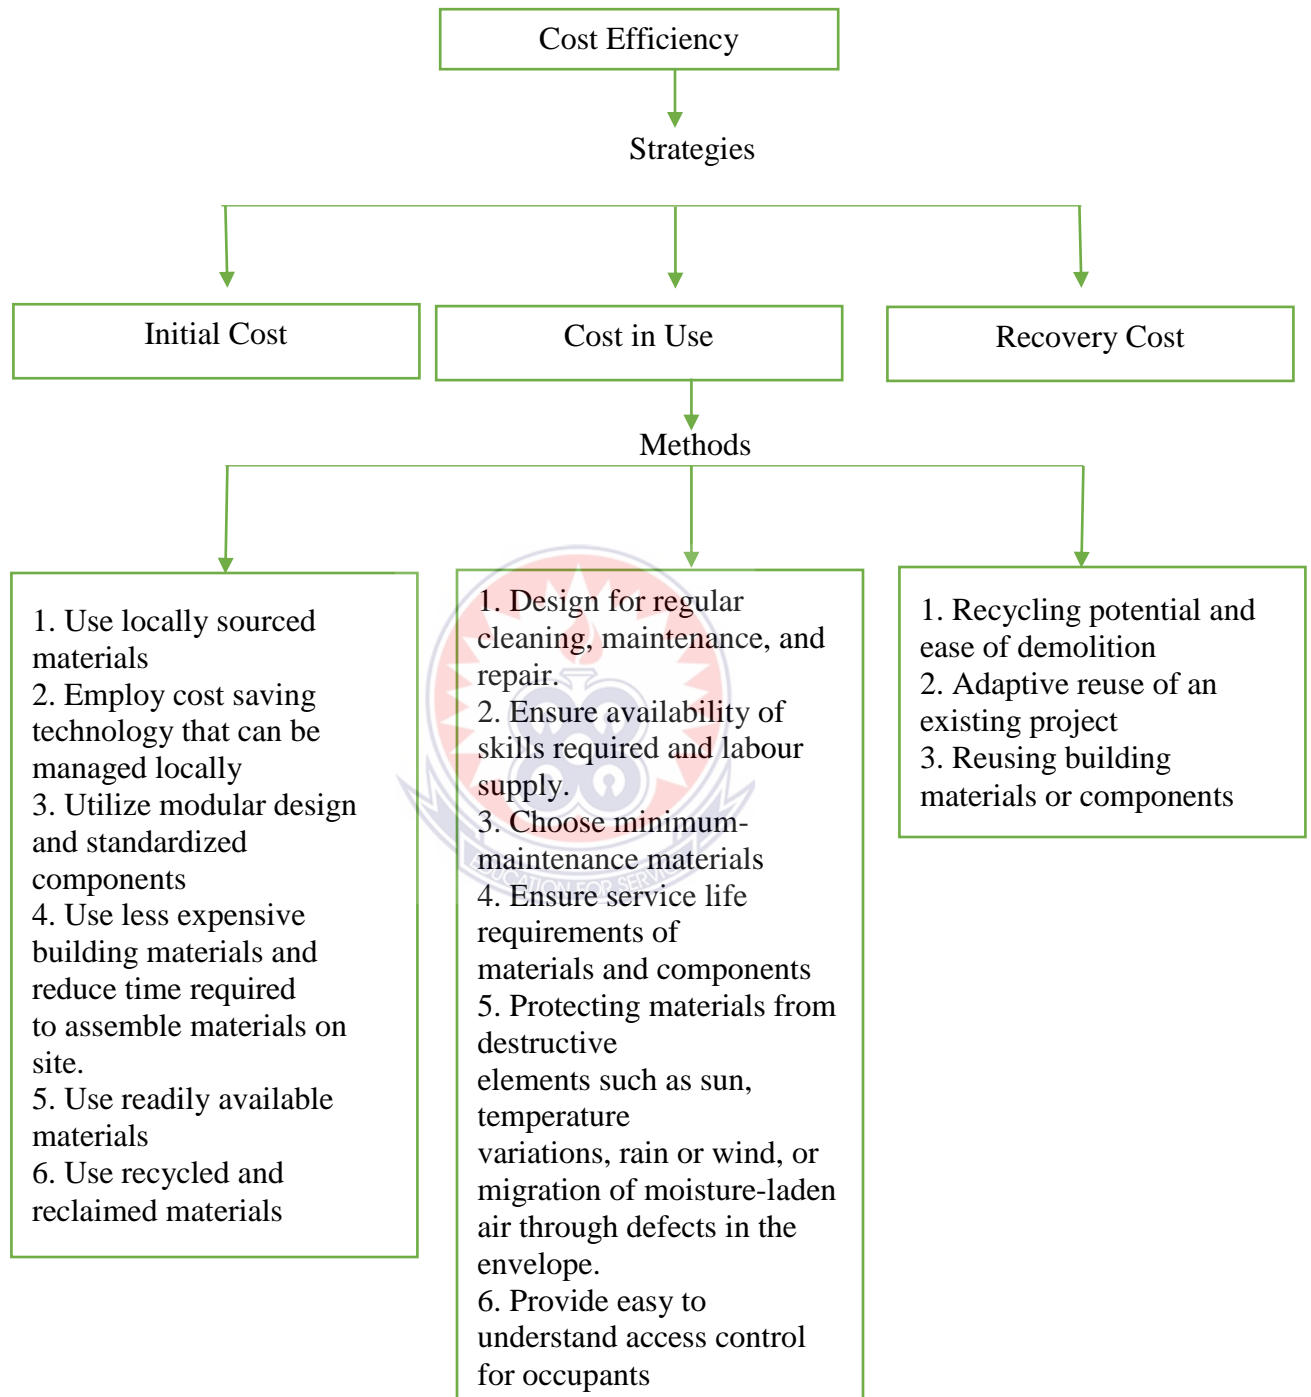 Cost Efficiency
Strategies
Initial Cost
Cost in Use
Recovery Cost
Methods
1. Use locally sourced
materials
2. Employ cost saving
technology that can be
managed locally
3. Utilize modular design
and standardized
components
4. Use less expensive
building materials and
reduce time required
to assemble materials on
site.
5. Use readily available
materials
6. Use recycled and
reclaimed materials
1. Design for regular
cleaning, maintenance, and
repair.
2. Ensure availability of
skills required and labour
supply.
3. Choose minimum-
maintenance materials
4. Ensure service life
requirements of
materials and components
5. Protecting materials from
destructive
elements such as sun,
temperature
variations, rain or wind, or
migration of moisture-laden
air through defects in the
envelope.
6. Provide easy to
understand access control
for occupants
1. Recycling potential and
ease of demolition
2. Adaptive reuse of an
existing project
3. Reusing building
materials or components
EDUCATION FOR SERVICE